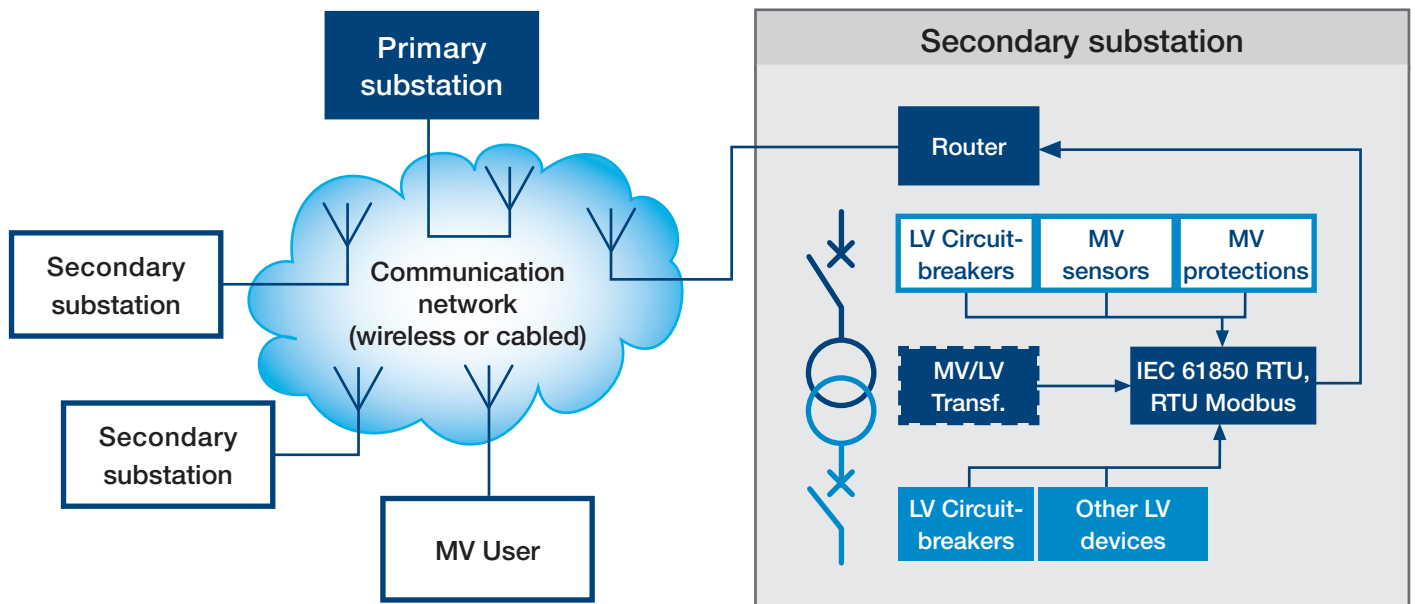 Primary
substation
Secondary
substation
Secondary
substation
MV User
Communication
network
(wireless or cabled)
Secondary substation
Router
LV Circuit-
breakers
MV
sensors
MV
protections
MV/LV
Transf.
IEC 61850 RTU,
RTU Modbus
LV Circuit-
breakers
Other LV
devices